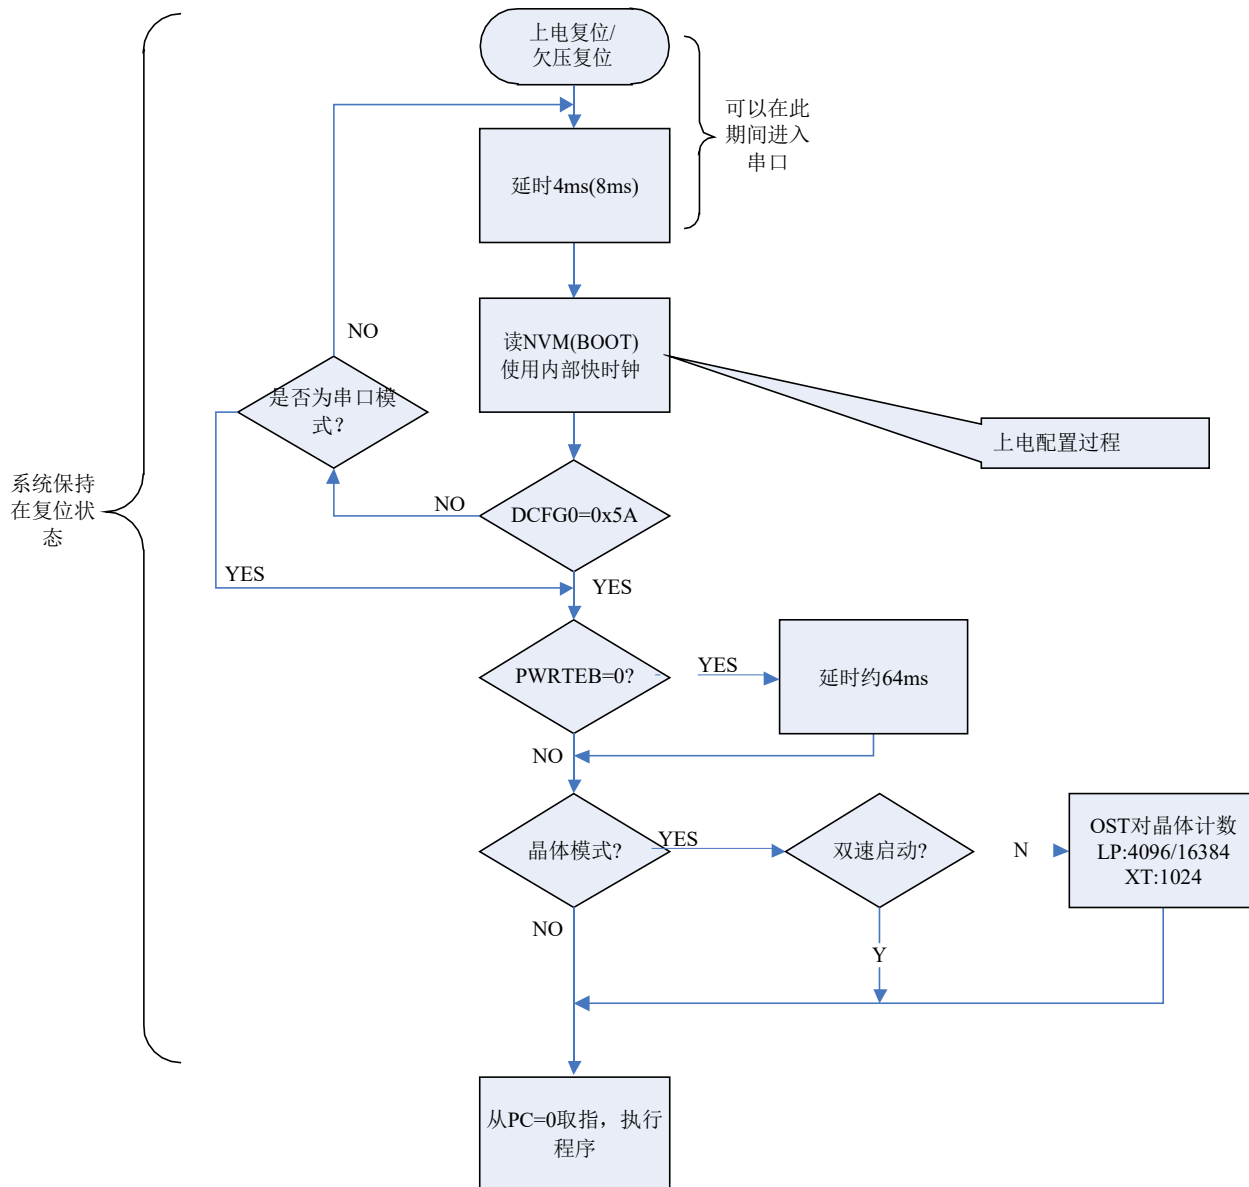 上电复位/
欠压复位
可以在此
期间进入
串口
延时4ms(8ms)
NO
读NVM(BOOT)
使用内部快时钟
是否为串口模
式?
上电配置过程
系统保持
在复位状
态
NO
DCFG0=0x5A
YES
YES
PWRTEB=0?
YES
延时约64ms
NO
晶体模式?
YES
双速启动?
N
OST对晶体计数
LP:4096/16384
XT:1024
NO
Y
从PC=0取指，执行
程序